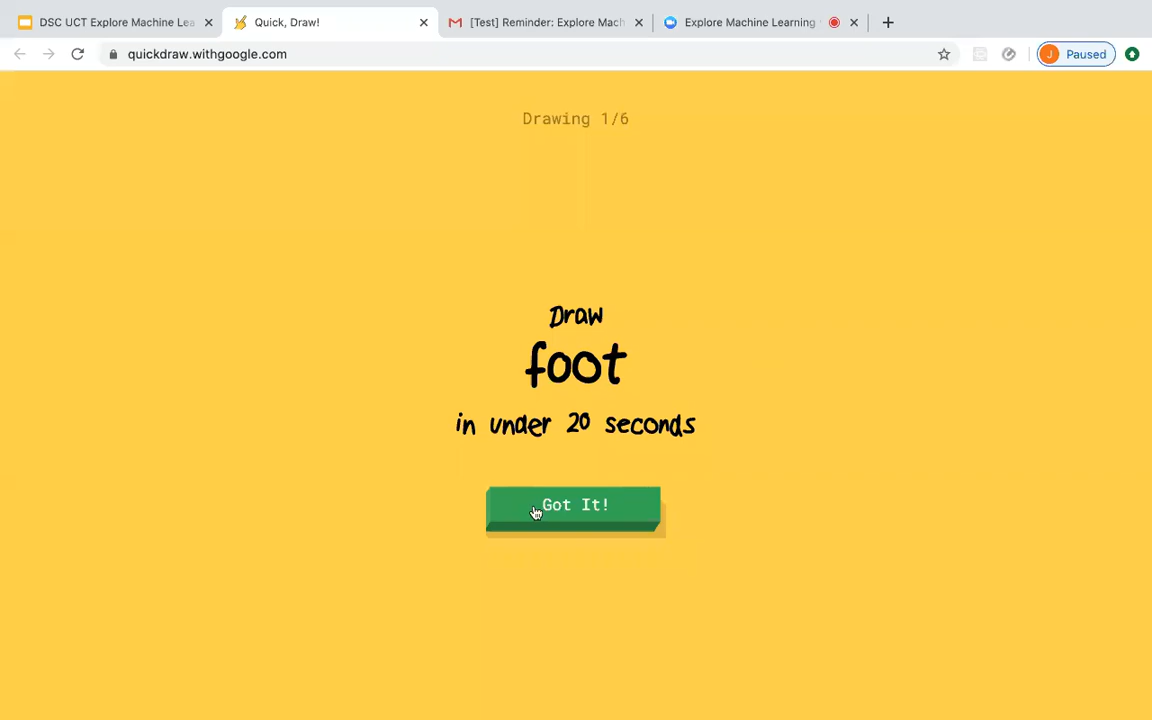 DSC UCT Explore Machine Lea
Quick, Draw!
[Test] Reminder: Explore Mach
Explore Machine Learning
quickdraw.withgoogle.com
J Paused
Drawing 1/6
Draw
foot
in under 20 seconds
Got It!